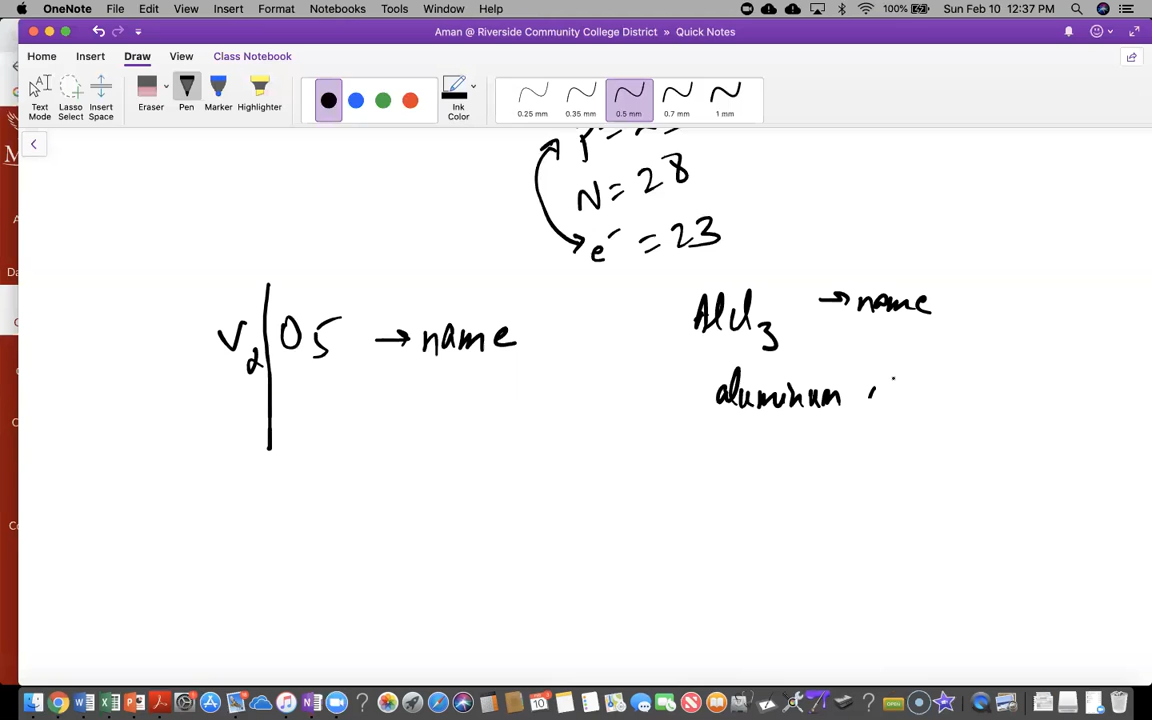 OneNote File Edit View Insert Format Notebooks Tools Window Help 100% Sun Feb 10 12:37 PM
Aman @ Riverside Community College District » Quick Notes
Home Insert Draw View Class Notebook
Text Mode Lasso Select Insert Space Eraser Pen Marker Highlighter Ink Color 0.25 mm 0.35 mm 0.5 mm 0.7 mm 1 mm
N = 28
e⁻ = 23
V₂ O₅ → name
AlCl₃ → name
aluminum